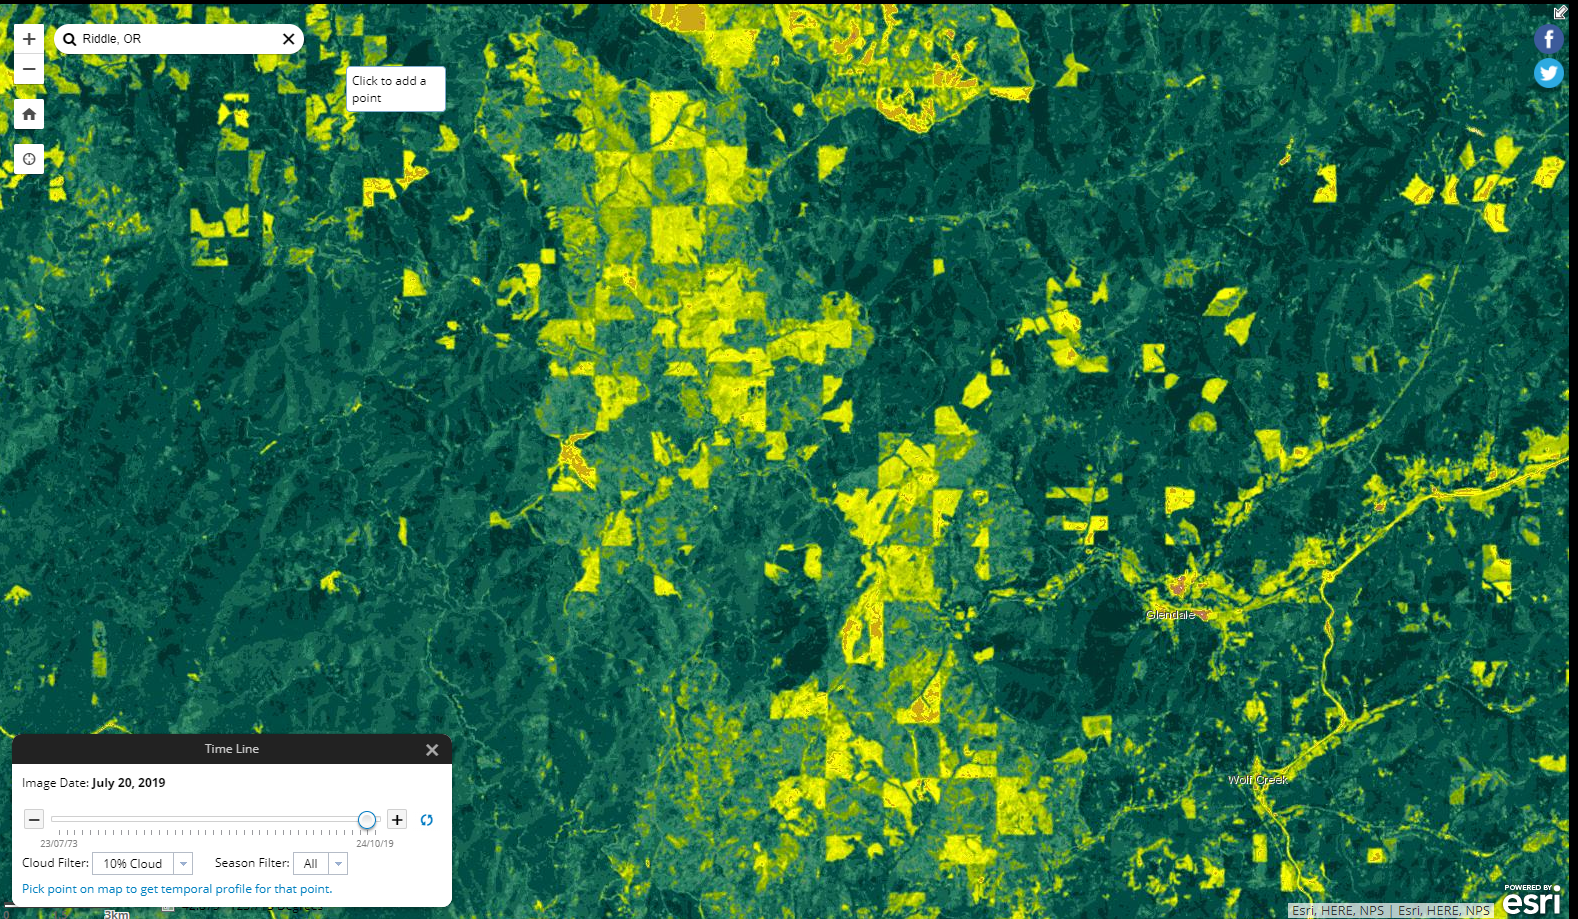 +
Riddle, OR
−
Click to add a
point
f
Glendale
Wolf Creek
Time Line
Image Date: July 20, 2019
23/07/73
24/10/19
Cloud Filter: 10% Cloud
Season Filter: All
Pick point on map to get temporal profile for that point.
3km
Esri, HERE, NPS | Esri, HERE, NPS
POWERED BY
esri